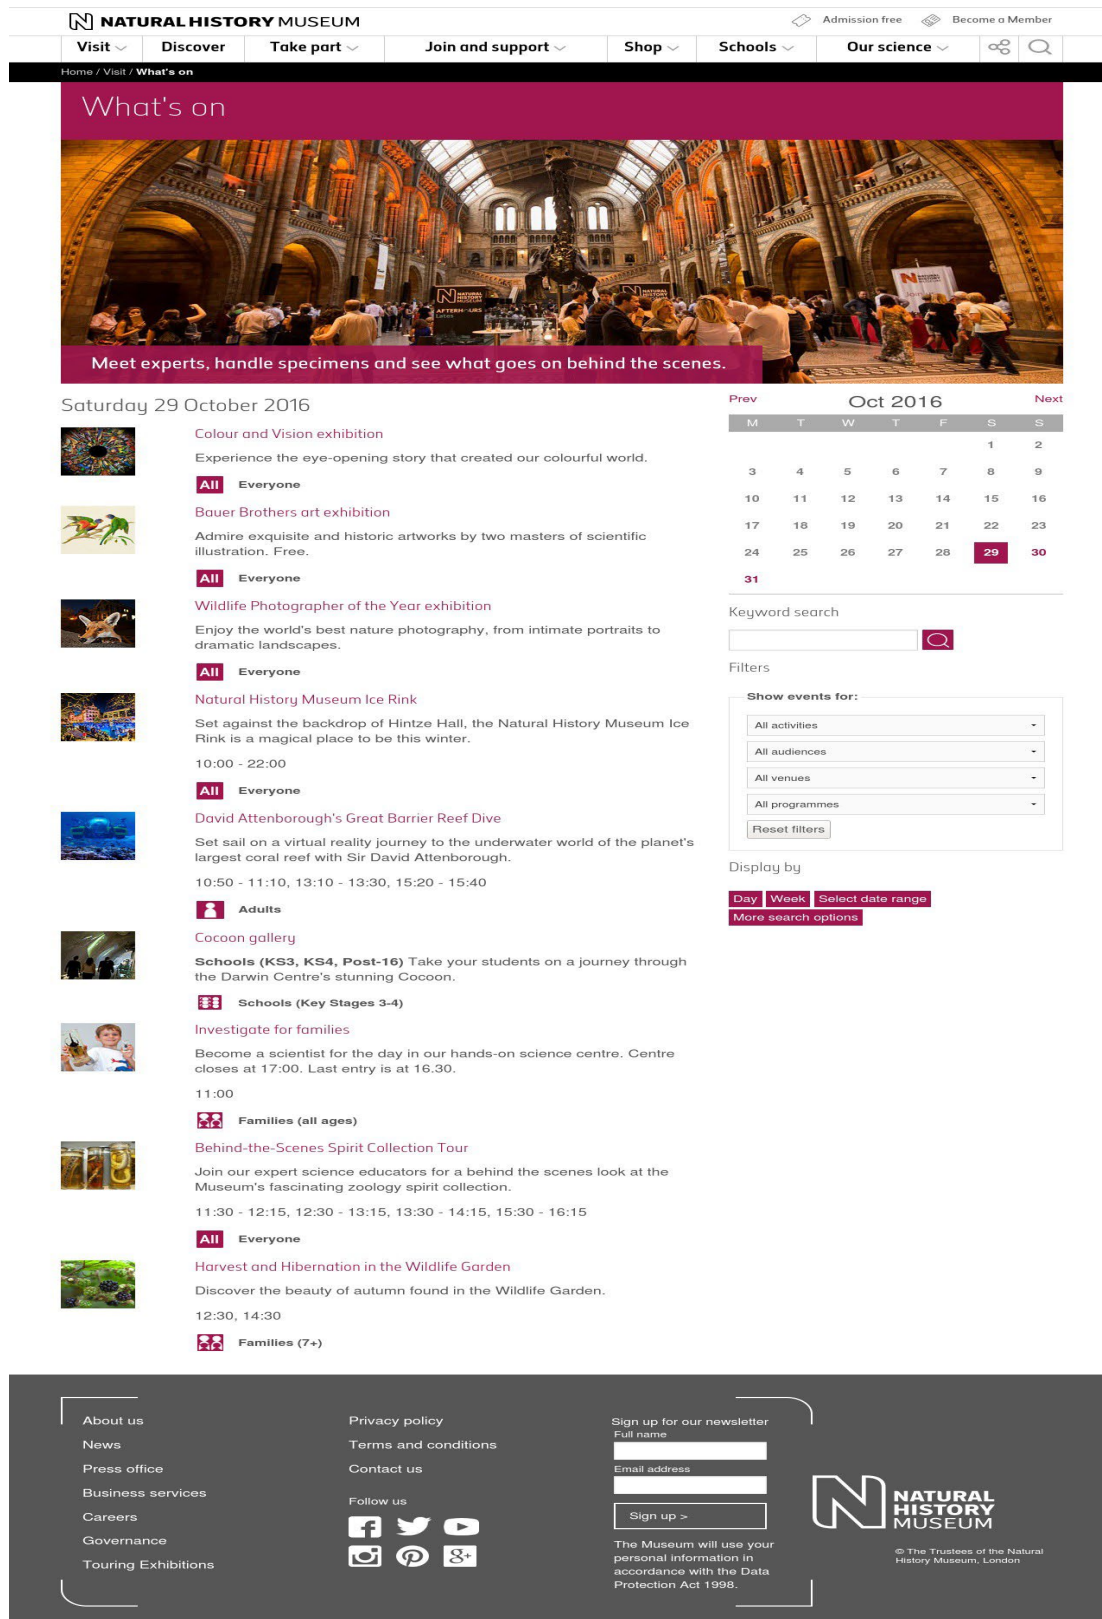 NATURAL HISTORY MUSEUM
Admission free
Become a Member
Visit
Discover
Take part
Join and support
Shop
Schools
Our science
Home / Visit / What's on
What's on
NATURAL
HISTORY
MUSEUM
AFTER HOURS
NATURAL
HISTORY
NATURAL
HISTORY
MUSEUM
Meet experts, handle specimens and see what goes on behind the scenes.
Saturday 29 October 2016
Colour and Vision exhibition
Experience the eye-opening story that created our colourful world.
All Everyone
Bauer Brothers art exhibition
Admire exquisite and historic artworks by two masters of scientific
illustration. Free.
All Everyone
Wildlife Photographer of the Year exhibition
Enjoy the world's best nature photography, from intimate portraits to
dramatic landscapes.
All Everyone
Natural History Museum Ice Rink
Set against the backdrop of Hintze Hall, the Natural History Museum Ice
Rink is a magical place to be this winter.
10:00 - 22:00
All Everyone
David Attenborough's Great Barrier Reef Dive
Set sail on a virtual reality journey to the underwater world of the planet's
largest coral reef with Sir David Attenborough.
10:50 - 11:10, 13:10 - 13:30, 15:20 - 15:40
Adults
Cocoon gallery
Schools (KS3, KS4, Post-16) Take your students on a journey through
the Darwin Centre's stunning Cocoon.
Schools (Key Stages 3-4)
Investigate for families
Become a scientist for the day in our hands-on science centre. Centre
closes at 17:00. Last entry is at 16.30.
11:00
Families (all ages)
Behind-the-Scenes Spirit Collection Tour
Join our expert science educators for a behind the scenes look at the
Museum's fascinating zoology spirit collection.
11:30 - 12:15, 12:30 - 13:15, 13:30 - 14:15, 15:30 - 16:15
All Everyone
Harvest and Hibernation in the Wildlife Garden
Discover the beauty of autumn found in the Wildlife Garden.
12:30, 14:30
Families (7+)
Prev Oct 2016 Next
M T W T F S S
1 2
3 4 5 6 7 8 9
10 11 12 13 14 15 16
17 18 19 20 21 22 23
24 25 26 27 28 29 30
31
Keyword search
Filters
Show events for:
All activities
All audiences
All venues
All programmes
Reset filters
Display by
Day Week Select date range
More search options
About us
News
Press office
Business services
Careers
Governance
Touring Exhibitions
Privacy policy
Terms and conditions
Contact us
Follow us
Sign up for our newsletter
Full name
Email address
Sign up >
The Museum will use your
personal information in
accordance with the Data
Protection Act 1998.
NATURAL
HISTORY
MUSEUM
© The Trustees of the Natural
History Museum, London